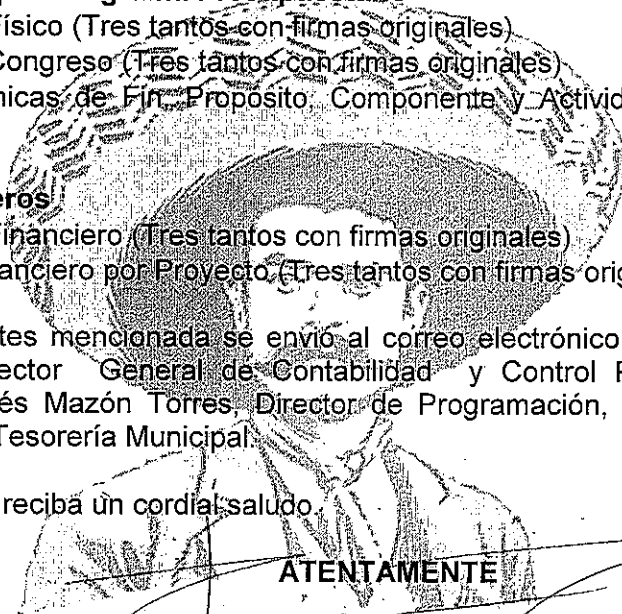 Físico (Tres tantos con firmas originales)
Congreso (Tres tantos con firmas originales)
nicas de Fin, Propósito, Componente y Activid
eros
Financiero (Tres tantos con firmas originales)
anciero por Proyecto (Tres tantos con firmas orig
tes mencionada se envió al correo electrónico
ector General de Contabilidad y Control P
és Mazón Torres, Director de Programación,
Tesorería Municipal.
reciba un cordial saludo.
ATENTAMENTE